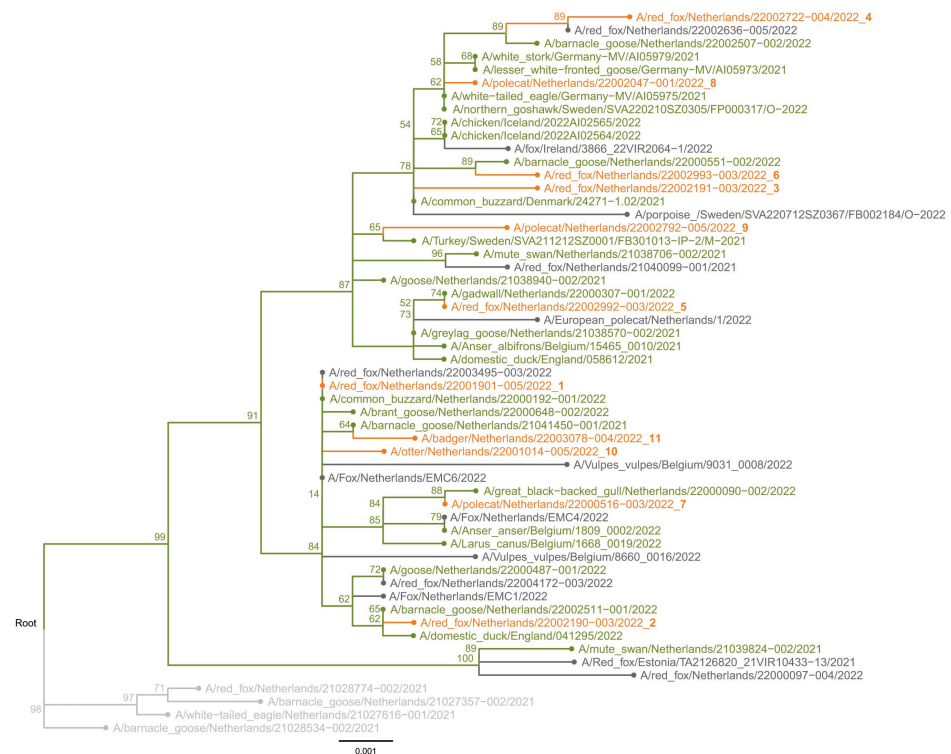 89 A/red_fox/Netherlands/22002722-004/2022_4
89 A/red_fox/Netherlands/22002636-005/2022
A/barnacle_goose/Netherlands/22002507-002/2022
68 A/white_stork/Germany-MV/AI05979/2021
58 A/lesser_white-fronted_goose/Germany-MV/AI05973/2021
62 A/polecat/Netherlands/22002047-001/2022_8
A/white-tailed_eagle/Germany-MV/AI05975/2021
A/northern_goshawk/Sweden/SVA220210SZ0305/FP000317/O-2022
54 72 A/chicken/Iceland/2022AI02565/2022
65 A/chicken/Iceland/2022AI02564/2022
A/fox/Ireland/3866_22VIR2064-1/2022
78 89 A/barnacle_goose/Netherlands/22000551-002/2022
A/red_fox/Netherlands/22002993-003/2022_6
A/red_fox/Netherlands/22002191-003/2022_3
A/common_buzzard/Denmark/24271-1.02/2021
A/porpoise_/Sweden/SVA220712SZ0367/FB002184/O-2022
65 A/polecat/Netherlands/22002792-005/2022_9
A/Turkey/Sweden/SVA211212SZ0001/FB301013-IP-2/M-2021
96 A/mute_swan/Netherlands/21038706-002/2021
A/red_fox/Netherlands/21040099-001/2021
87 A/goose/Netherlands/21038940-002/2021
74 A/gadwall/Netherlands/22000307-001/2022
52 A/red_fox/Netherlands/22002992-003/2022_5
73 A/European_polecat/Netherlands/1/2022
A/greylag_goose/Netherlands/21038570-002/2021
A/Anser_albifrons/Belgium/15465_0010/2021
A/domestic_duck/England/058612/2021
A/red_fox/Netherlands/22003495-003/2022
A/red_fox/Netherlands/22001901-005/2022_1
A/common_buzzard/Netherlands/22000192-001/2022
91 A/brant_goose/Netherlands/22000648-002/2022
64 A/barnacle_goose/Netherlands/21041450-001/2021
A/badger/Netherlands/22003078-004/2022_11
A/otter/Netherlands/22001014-005/2022_10
A/Vulpes_vulpes/Belgium/9031_0008/2022
A/Fox/Netherlands/EMC6/2022
14 88 A/great_black-backed_gull/Netherlands/22000090-002/2022
84 A/polecat/Netherlands/22000516-003/2022_7
85 79 A/Fox/Netherlands/EMC4/2022
A/Anser_anser/Belgium/1809_0002/2022
99 A/Larus_canus/Belgium/1668_0019/2022
84 A/Vulpes_vulpes/Belgium/8660_0016/2022
72 A/goose/Netherlands/22000487-001/2022
A/red_fox/Netherlands/22004172-003/2022
62 A/Fox/Netherlands/EMC1/2022
65 A/barnacle_goose/Netherlands/22002511-001/2022
62 A/red_fox/Netherlands/22002190-003/2022_2
Root
A/domestic_duck/England/041295/2022
89 A/mute_swan/Netherlands/21039824-002/2021
100 A/Red_fox/Estonia/TA2126820_21VIR10433-13/2021
A/red_fox/Netherlands/22000097-004/2022
71 A/red_fox/Netherlands/21028774-002/2021
97 A/barnacle_goose/Netherlands/21027357-002/2021
98 A/white-tailed_eagle/Netherlands/21027616-001/2021
A/barnacle_goose/Netherlands/21028534-002/2021
0.001